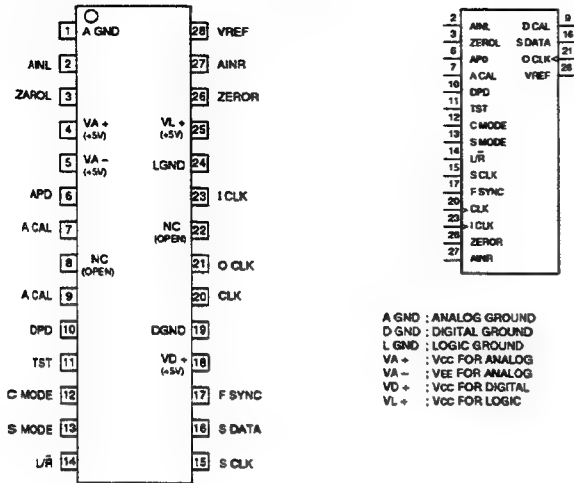 1 A GND
AINL 2
ZAROL 3
4 VA + (+5V)
5 VA − (+5V)
APD 6
A CAL 7
8 NC (OPEN)
A CAL 9
DPD 10
TST 11
C MODE 12
S MODE 13
L/R̄ 14
28 VREF
27 AINR
26 ZEROR
VL + (+5V) 25
LGND 24
23 I CLK
NC (OPEN) 22
21 O CLK
20 CLK
DGND 19
VD + (+5V) 18
17 F SYNC
16 S DATA
15 S CLK
2 AINL
3 ZEROL
6 APD
7 A CAL
10 DPD
11 TST
12 C MODE
13 S MODE
14 L/R̄
15 S CLK
17 F SYNC
20 CLK
23 I CLK
26 ZEROR
27 AINR
D CAL 9
S DATA 16
O CLK 21
VREF 28
A GND : ANALOG GROUND
D GND : DIGITAL GROUND
L GND : LOGIC GROUND
VA + : Vcc FOR ANALOG
VA − : VEE FOR ANALOG
VD + : Vcc FOR DIGITAL
VL + : Vcc FOR LOGIC